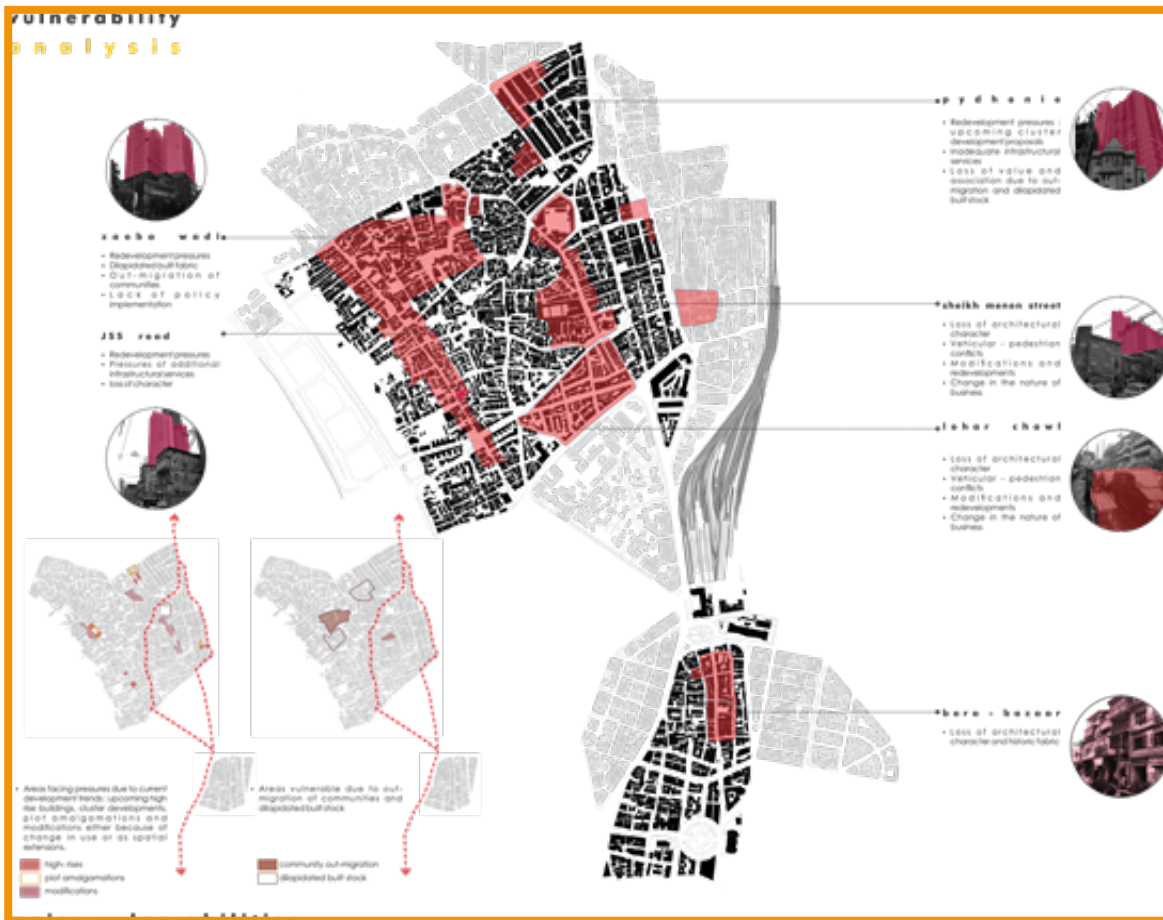 vulnerability
analysis
zaoba wadi
• Redevelopment pressures
• Dilapidated built fabric
• Out-migration of
communities
• Lack of policy
implementation
JSS road
• Redevelopment pressures
• Pressures of additional
infrastructural services
• loss of character
pydhonie
• Redevelopment pressures :
upcoming cluster
development proposals
• Inadequate infrastructural
services
• Loss of value and
association due to out-
migration and dilapidated
built stock
sheikh menon street
• Loss of architectural
character
• Vehicular - pedestrian
conflicts
• Modifications and
redevelopments
• Change in the nature of
business
lohar chawl
• Loss of architectural
character
• Vehicular - pedestrian
conflicts
• Modifications and
redevelopments
• Change in the nature of
business
bora - bazaar
• Loss of architectural
character and historic fabric
• Areas facing pressures due to current
development trends: upcoming high
rise buildings, cluster developments,
plot amalgamations and
modifications either because of
change in use or as spatial
extensions.
high-rises
plot amalgamations
modifications
• Areas vulnerable due to out-
migration of communities and
dilapidated built stock
community out-migration
dilapidated built stock